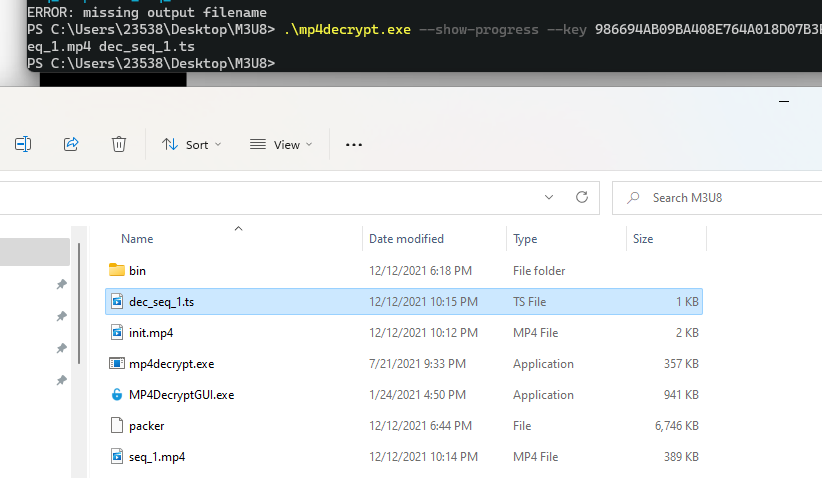 ERROR: missing output filename
PS C:\Users\23538\Desktop\M3U8> .\mp4decrypt.exe --show-progress --key 986694AB09BA408E764A018D07B3
eq_1.mp4 dec_seq_1.ts
PS C:\Users\23538\Desktop\M3U8>
Sort View
Search M3U8
Name Date modified Type Size
bin 12/12/2021 6:18 PM File folder
dec_seq_1.ts 12/12/2021 10:15 PM TS File 1 KB
init.mp4 12/12/2021 10:12 PM MP4 File 2 KB
mp4decrypt.exe 7/21/2021 9:33 PM Application 357 KB
MP4DecryptGUI.exe 1/24/2021 4:50 PM Application 941 KB
packer 12/12/2021 6:44 PM File 6,746 KB
seq_1.mp4 12/12/2021 10:14 PM MP4 File 389 KB